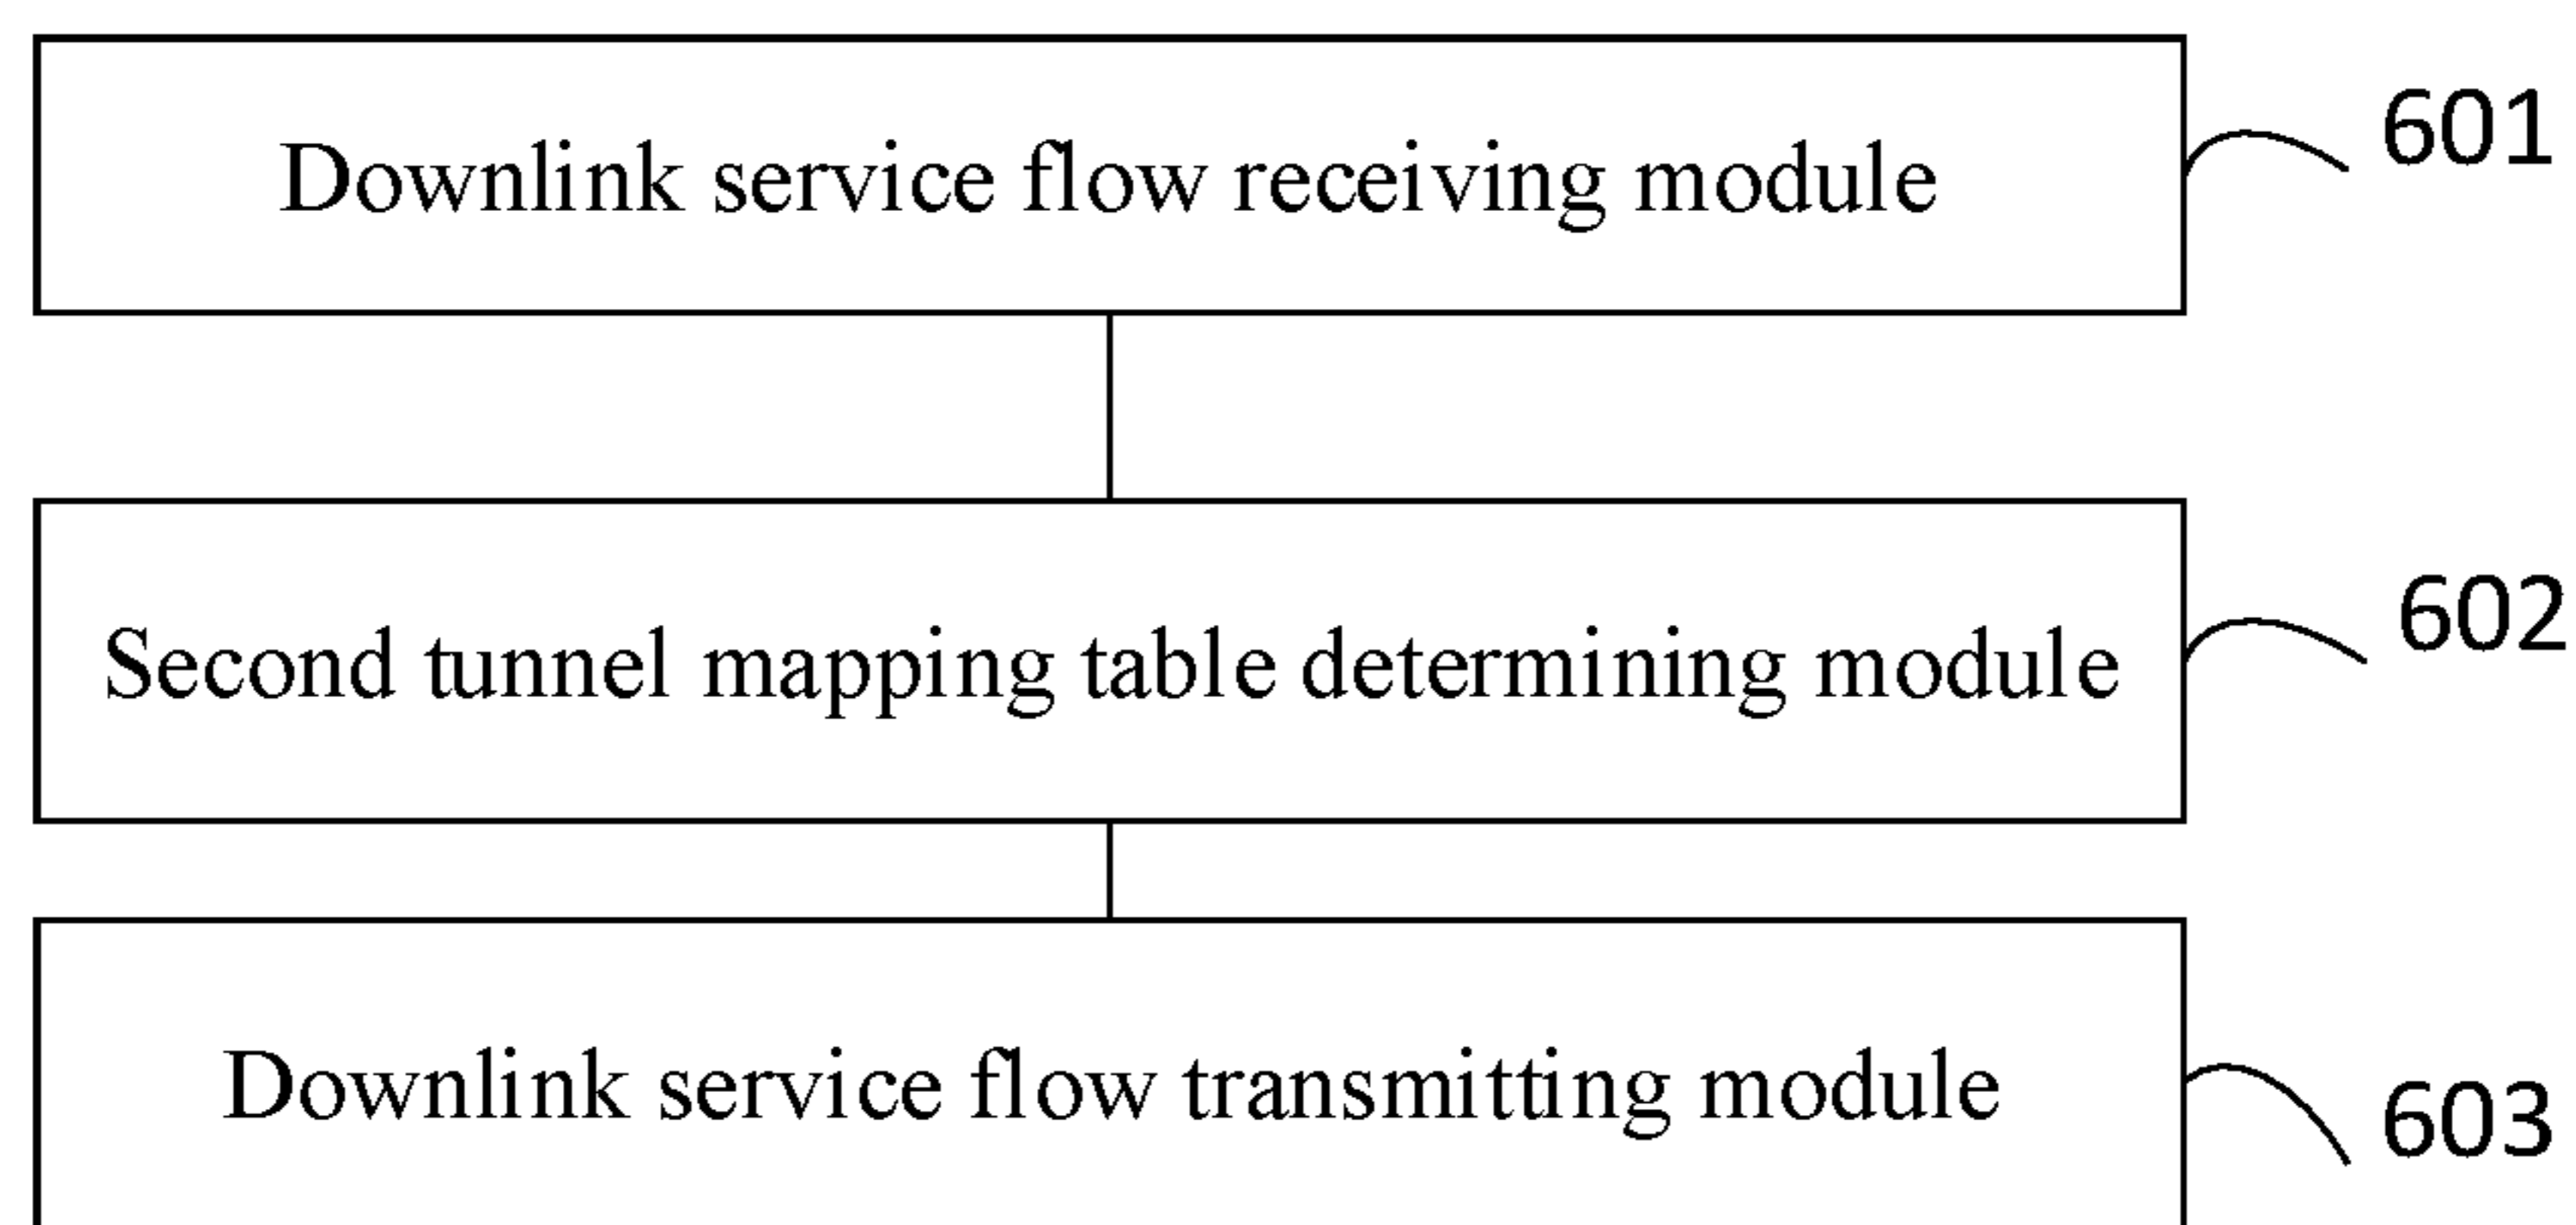 Downlink service flow receiving module
601
Second tunnel mapping table determining module
602
Downlink service flow transmitting module
603